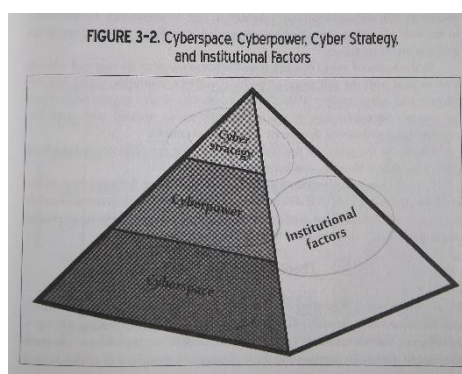 FIGURE 3-2. Cyberspace, Cyberpower, Cyber Strategy,
and Institutional Factors
Cyber
strategy
Cyberpower
Cyberspace
Institutional
factors